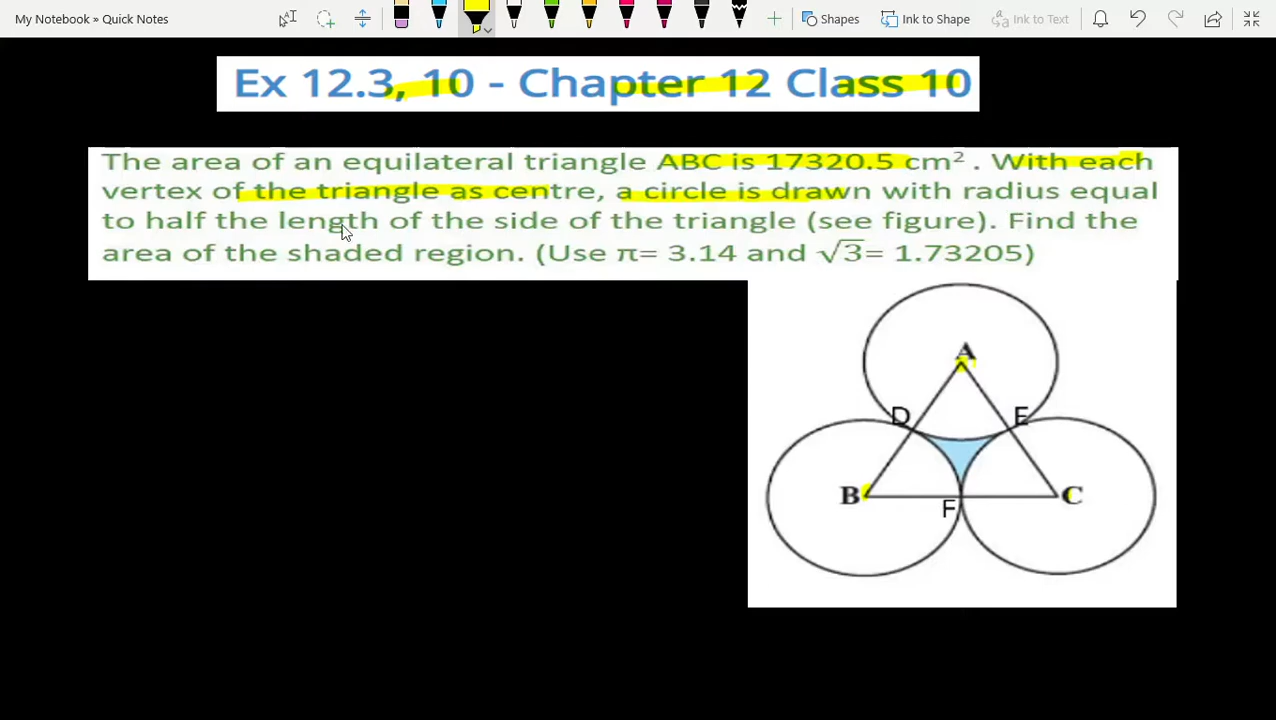 My Notebook » Quick Notes
Shapes
Ink to Shape
Ink to Text
Ex 12.3, 10 - Chapter 12 Class 10
The area of an equilateral triangle ABC is 17320.5 cm². With each
vertex of the triangle as centre, a circle is drawn with radius equal
to half the length of the side of the triangle (see figure). Find the
area of the shaded region. (Use π= 3.14 and √3= 1.73205)
A
D
E
B
C
F